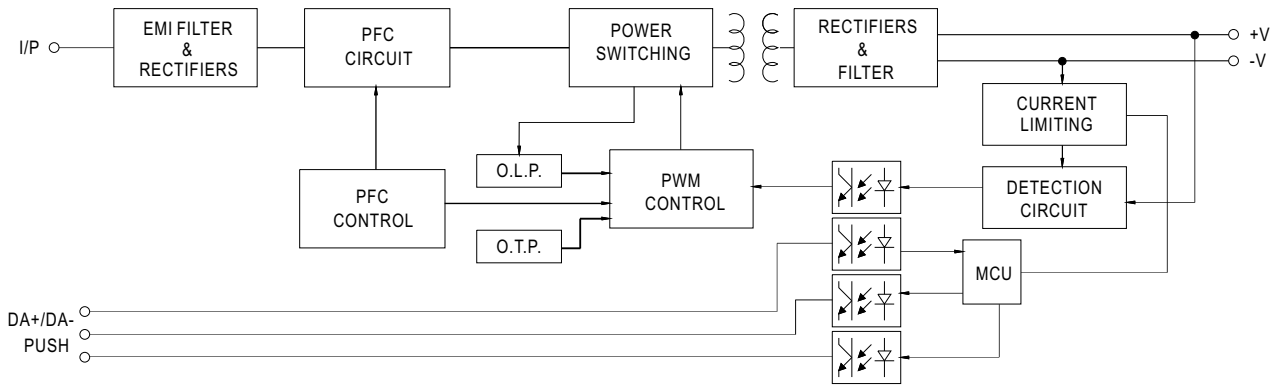 I/P
EMI FILTER
&
RECTIFIERS
PFC
CIRCUIT
POWER
SWITCHING
RECTIFIERS
&
FILTER
+V
-V
CURRENT
LIMITING
O.L.P.
PWM
CONTROL
DETECTION
CIRCUIT
PFC
CONTROL
O.T.P.
MCU
DA+/DA-
PUSH